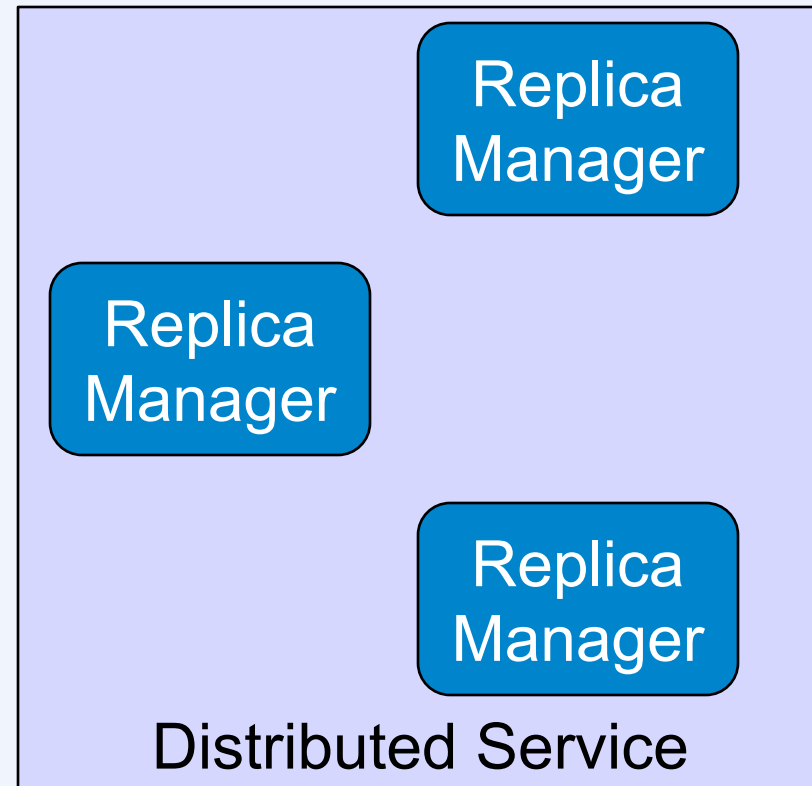 Replica
Manager
Replica
Manager
Replica
Manager
Distributed Service